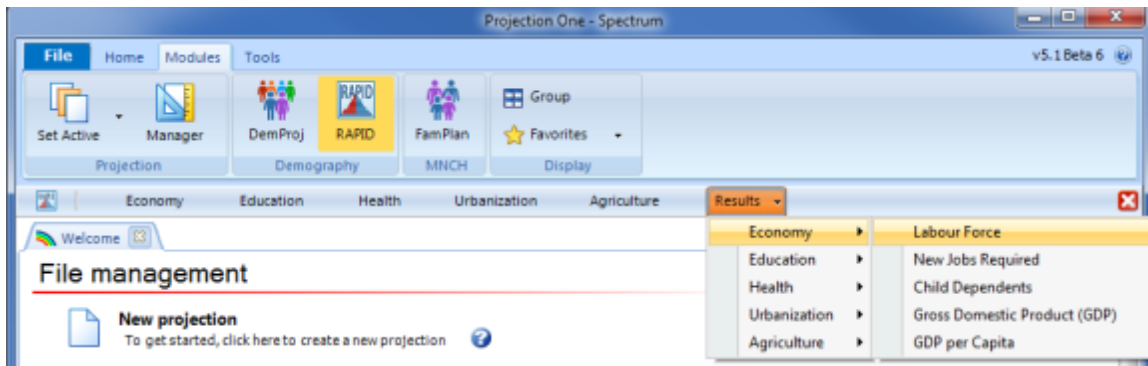 Projection One - Spectrum
File Home Modules Tools v5.1 Beta 6
RAPID
Group
Set Active Manager DemProj RAPID FamPlan Favorites
Projection Demography MNCH Display
Economy Education Health Urbanization Agriculture Results
Welcome Economy Labour Force
File management Education New Jobs Required
Health Child Dependents
New projection Urbanization Gross Domestic Product (GDP)
To get started, click here to create a new projection Agriculture GDP per Capita